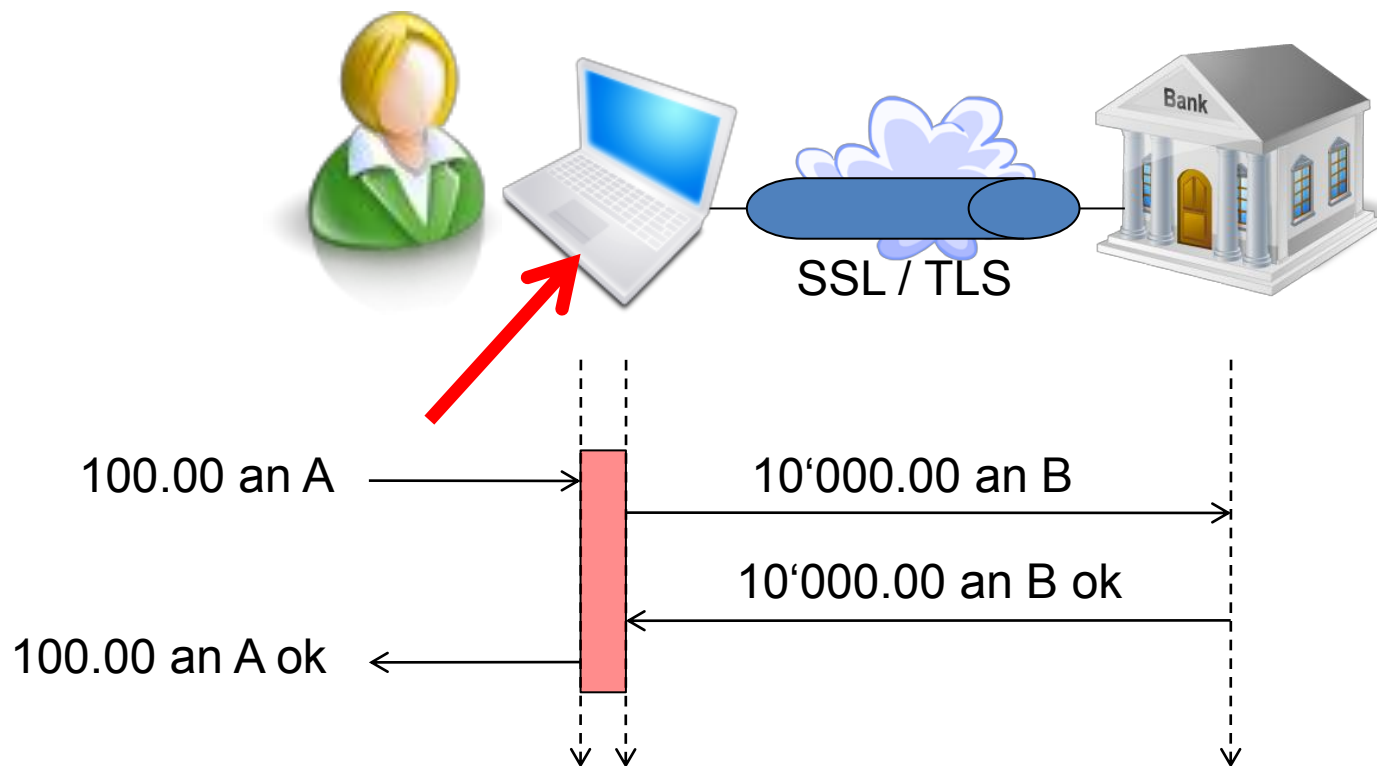 Bank
SSL / TLS
100.00 an A
10‘000.00 an B
10‘000.00 an B ok
100.00 an A ok